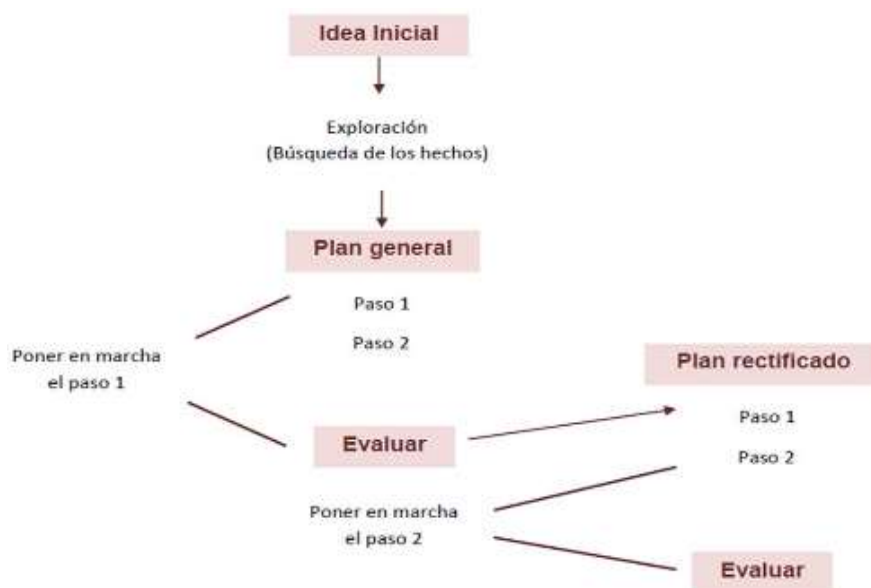 Idea Inicial
Exploración
(Búsqueda de los hechos)
Plan general
Paso 1
Paso 2
Poner en marcha
el paso 1
Evaluar
Plan rectificado
Paso 1
Paso 2
Poner en marcha
el paso 2
Evaluar